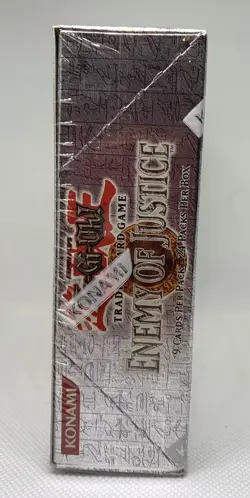 Yu-Gi-Oh!
TRADING CARD GAME
KONAMI
ENEMY OF JUSTICE
9 CARDS PER PACK 24 PACKS PER BOX
KONAMI